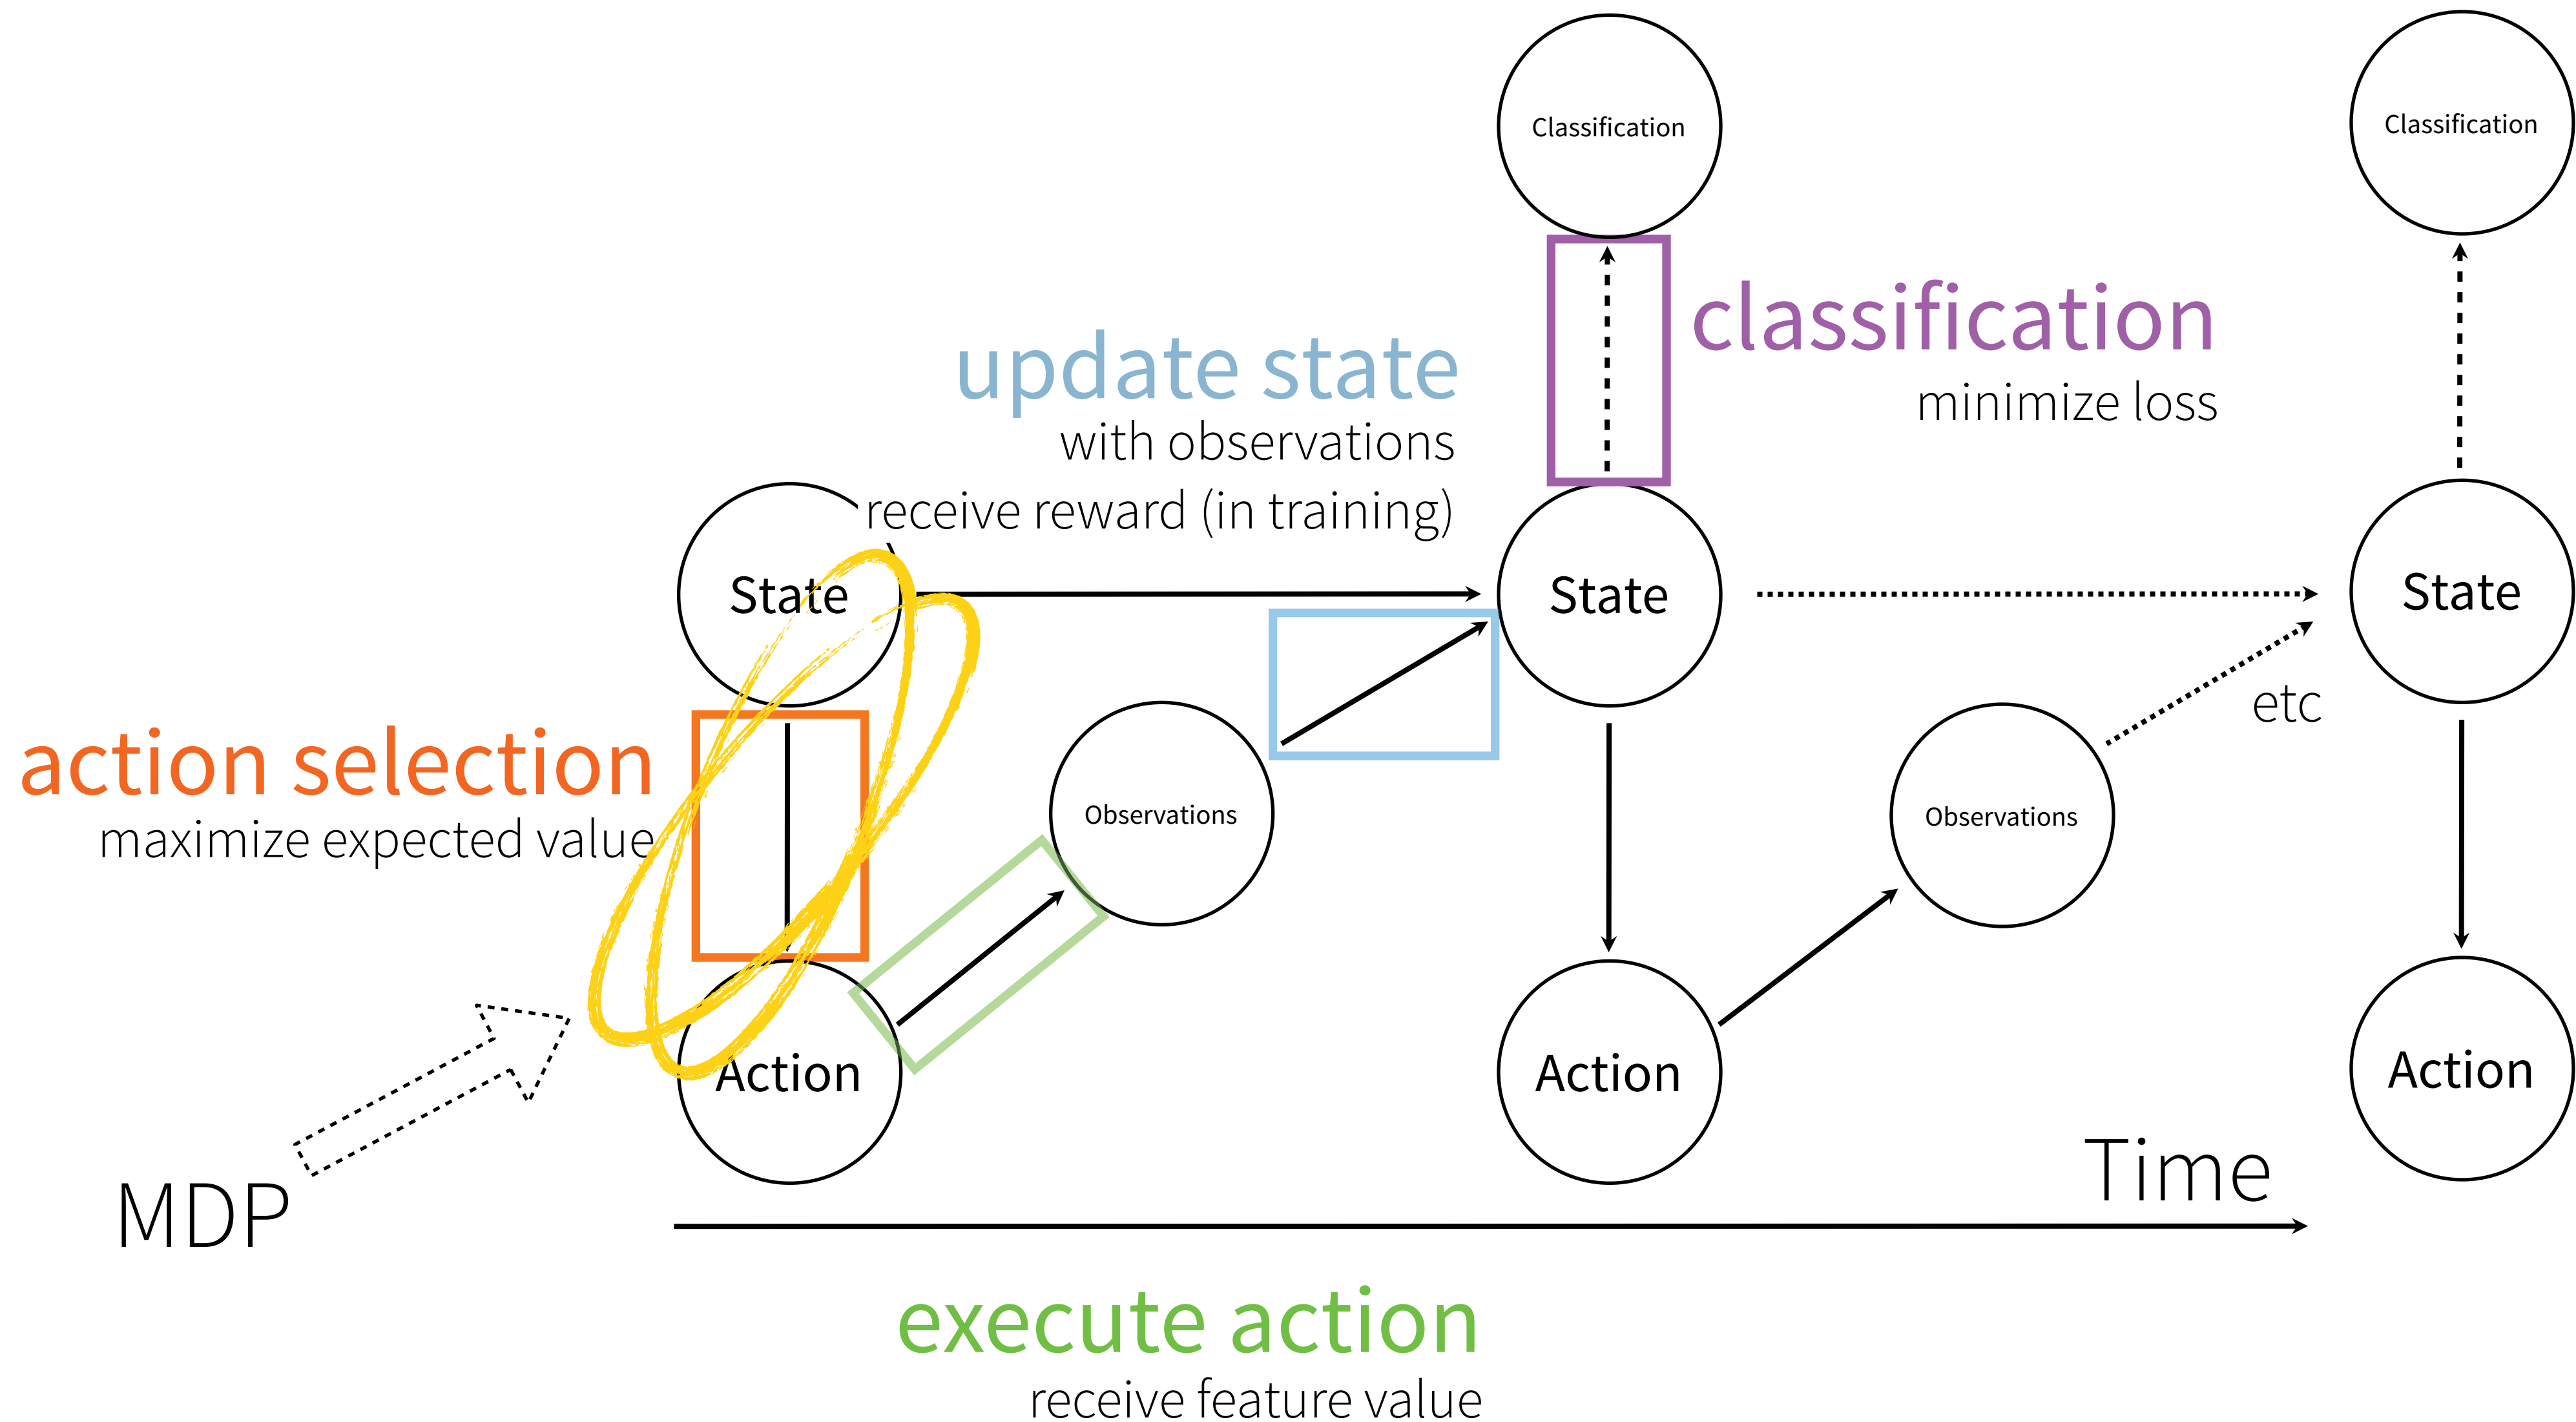 Classification
Classification
classification
minimize loss
update state
with observations
receive reward (in training)
State
State
State
etc
action selection
maximize expected value
Observations
Observations
Action
Action
Action
MDP
Time
execute action
receive feature value